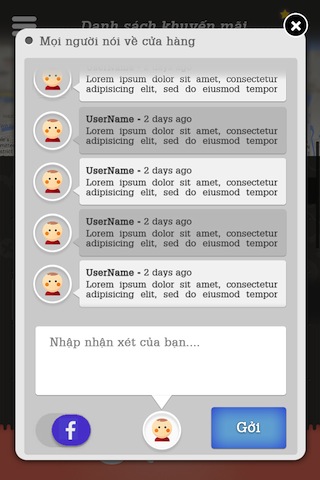 Danh sách khuyến mãi
Mọi người nói về cửa hàng
Lorem ipsum dolor sit amet, consectetur
adipisicing elit, sed do eiusmod tempor
UserName - 2 days ago
Lorem ipsum dolor sit amet, consectetur
adipisicing elit, sed do eiusmod tempor
UserName - 2 days ago
Lorem ipsum dolor sit amet, consectetur
adipisicing elit, sed do eiusmod tempor
UserName - 2 days ago
Lorem ipsum dolor sit amet, consectetur
adipisicing elit, sed do eiusmod tempor
UserName - 2 days ago
Lorem ipsum dolor sit amet, consectetur
adipisicing elit, sed do eiusmod tempor
Nhập nhận xét của bạn....
f
Gởi